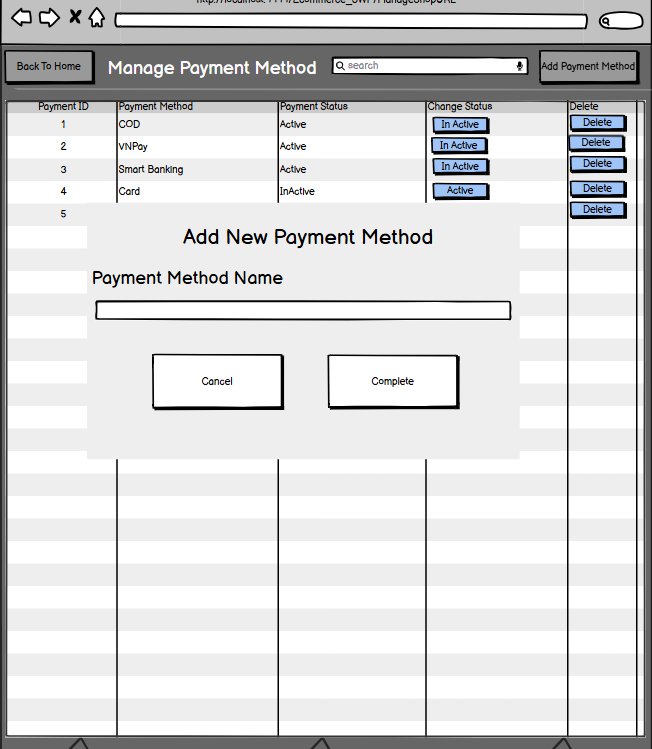 Back To Home
Manage Payment Method
search
Add Payment Method
Payment ID Payment Method Payment Status Change Status Delete
1 COD Active In Active Delete
2 VNPay Active In Active Delete
3 Smart Banking Active In Active Delete
4 Card InActive Active Delete
5 Delete
Add New Payment Method
Payment Method Name
Cancel
Complete